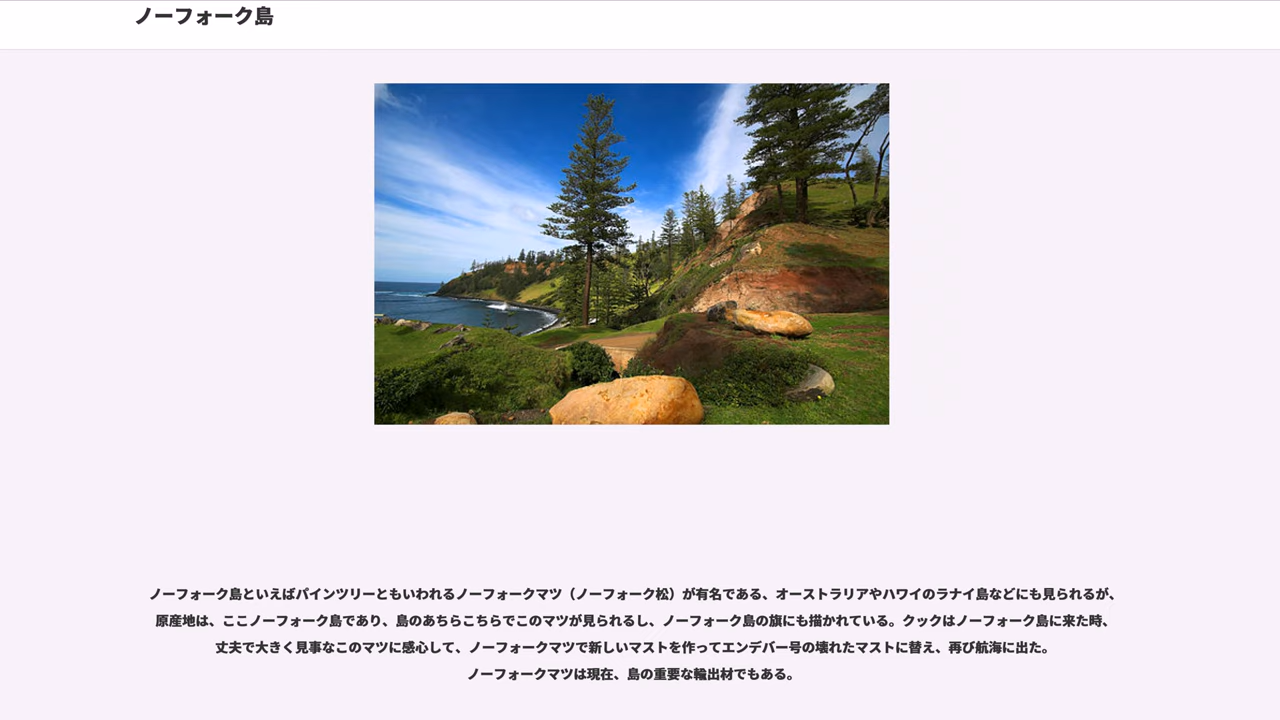 ノーフォーク島
ノーフォーク島といえばパインツリーともいわれるノーフォークマツ（ノーフォーク松）が有名である、オーストラリアやハワイのラナイ島などにも見られるが、
原産地は、ここノーフォーク島であり、島のあちらこちらでこのマツが見られるし、ノーフォーク島の旗にも描かれている。クックはノーフォーク島に来た時、
丈夫で大きく見事なこのマツに感心して、ノーフォークマツで新しいマストを作ってエンデバー号の壊れたマストに替え、再び航海に出た。
ノーフォークマツは現在、島の重要な輸出材でもある。